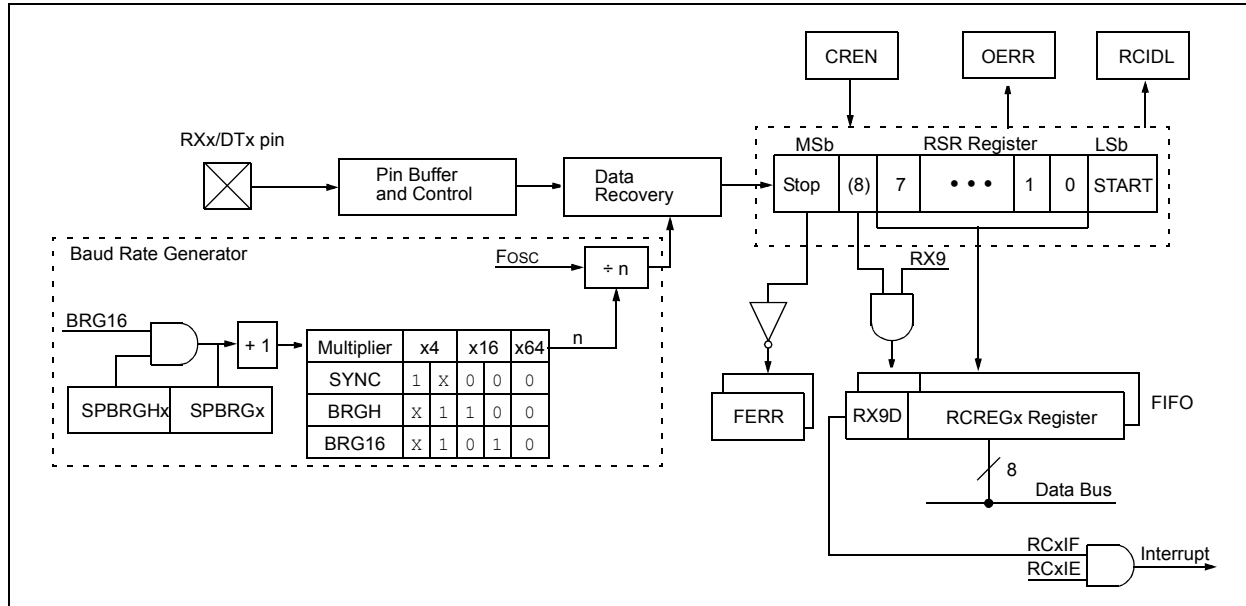 CREN
OERR
RCIDL
RXx/DTx pin
MSb
RSR Register
LSb
Pin Buffer
and Control
Data
Recovery
Stop (8) 7 • • • 1 0 START
Baud Rate Generator
FOSC
÷ n
RX9
BRG16
+ 1
n
Multiplier x4 x16 x64
SYNC 1 X 0 0 0
BRGH X 1 1 0 0
BRG16 X 1 0 1 0
SPBRGHx SPBRGx
FERR
RX9D
RCREGx Register
FIFO
8
Data Bus
RCxIF
RCxIE
Interrupt